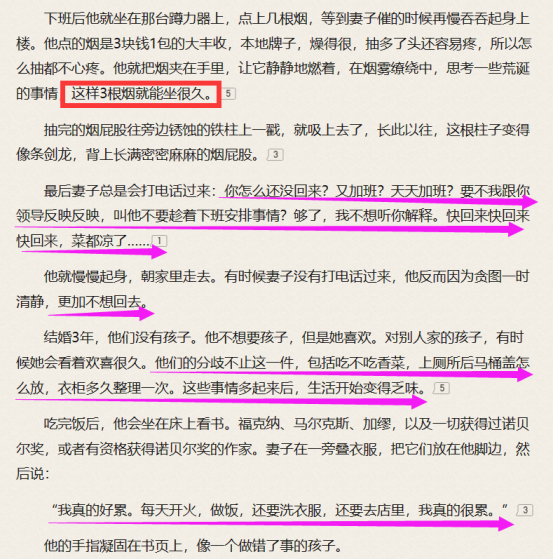 下班后他就坐在那台蹲力器上，点上几根烟，等到妻子催的时候再慢吞吞起身上
楼。他点的烟是3块钱1包的大丰收，本地牌子，燥得很，抽多了头还容易疼，所以怎
么抽都不心疼。他就把烟夹在手里，让它静静地燃着，在烟雾缭绕中，思考一些荒诞
的事情，这样3根烟就能坐很久。 5
抽完的烟屁股往旁边锈蚀的铁柱上一戳，就吸上去了，长此以往，这根柱子变得
像条剑龙，背上长满密密麻麻的烟屁股。 3
最后妻子总是会打电话过来：你怎么还没回来？又加班？天天加班？要不我跟你
领导反映反映，叫他不要趁着下班安排事情？够了，我不想听你解释。快回来快回来
快回来，菜都凉了…… 1
他就慢慢起身，朝家里走去。有时候妻子没有打电话过来，他反而因为贪图一时
清静，更加不想回去。
结婚3年，他们没有孩子。他不想要孩子，但是她喜欢。对别人家的孩子，有时
候她会看着欢喜很久。他们的分歧不止这一件，包括吃不吃香菜，上厕所后马桶盖怎
么放，衣柜多久整理一次。这些事情多起来后，生活开始变得乏味。 5
吃完饭后，他会坐在床上看书。福克纳、马尔克斯、加缪，以及一切获得过诺贝
尔奖，或者有资格获得诺贝尔奖的作家。妻子在一旁叠衣服，把它们放在他脚边，然
后说：
“我真的好累。每天开火，做饭，还要洗衣服，还要去店里，我真的很累。” 3
他的手指凝固在书页上，像一个做错了事的孩子。